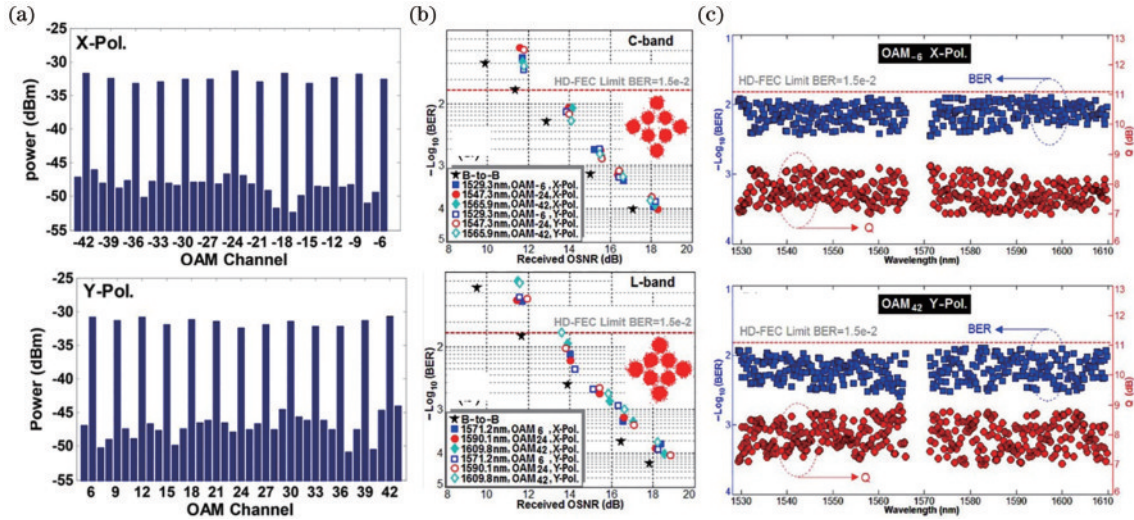 (a)
X-Pol.
power (dBm)
-25
-30
-35
-40
-45
-50
-55
-42 -39 -36 -33 -30 -27 -24 -21 -18 -15 -12 -9 -6
OAM Channel
Y-Pol.
Power (dBm)
-25
-30
-35
-40
-45
-50
-55
6 9 12 15 18 21 24 27 30 33 36 39 42
OAM Channel
(b)
C-band
HD-FEC Limit BER=1.5e-2
-Log10 (BER)
2
3
4
5
B-to-B
1529.3nm, OAM-6, X-Pol.
1547.3nm, OAM-24, X-Pol.
1565.9nm, OAM-42, X-Pol.
1529.3nm, OAM-6, Y-Pol.
1547.3nm, OAM-24, Y-Pol.
1565.9nm, OAM-42, Y-Pol.
8 10 12 14 16 18 20
Received OSNR (dB)
L-band
HD-FEC Limit BER=1.5e-2
-Log10 (BER)
2
3
4
5
B-to-B
1571.2nm, OAM6, X-Pol.
1590.1nm, OAM24, X-Pol.
1609.8nm, OAM42, X-Pol.
1571.2nm, OAM6, Y-Pol.
1590.1nm, OAM24, Y-Pol.
1609.8nm, OAM42, Y-Pol.
8 10 12 14 16 18 20
Received OSNR (dB)
(c)
OAM-6 X-Pol.
HD-FEC Limit BER=1.5e-2
BER
Q
-Log10 (BER)
1
2
3
4
Q (dB)
13
12
11
10
9
8
7
6
1530 1540 1550 1560 1570 1580 1590 1600 1610
Wavelength (nm)
OAM42 Y-Pol.
HD-FEC Limit BER=1.5e-2
BER
Q
-Log10 (BER)
1
2
3
4
Q (dB)
13
12
11
10
9
8
7
6
1530 1540 1550 1560 1570 1580 1590 1600 1610
Wavelength (nm)